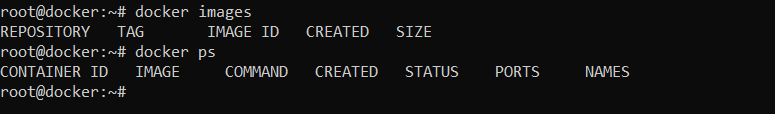 root@docker:~# docker images
REPOSITORY   TAG       IMAGE ID   CREATED   SIZE
root@docker:~# docker ps
CONTAINER ID   IMAGE     COMMAND   CREATED   STATUS    PORTS     NAMES
root@docker:~#